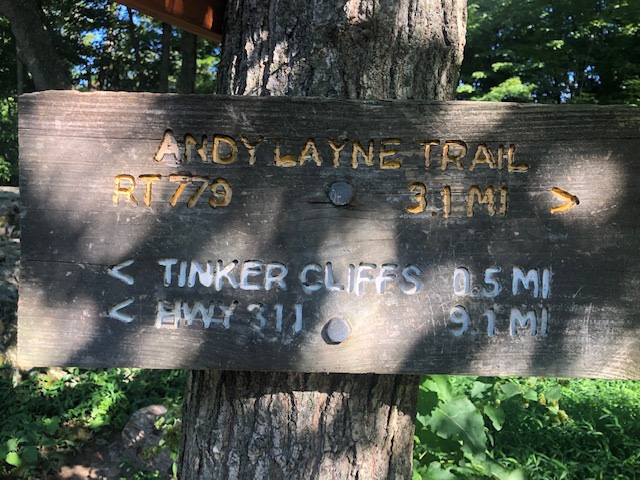 ANDY LAYNE TRAIL
RT 779 3.1 MI >
< TINKER CLIFFS 0.5 MI
< HWY 311 9.1 MI